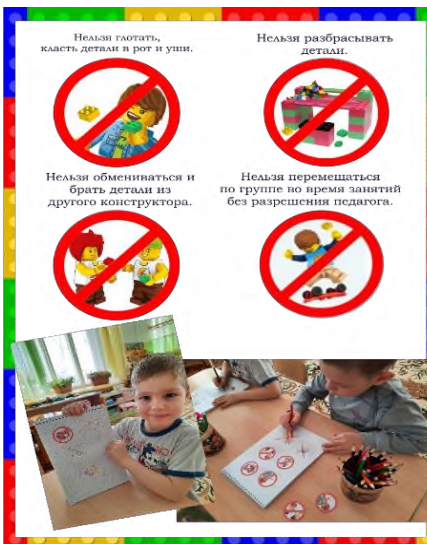 Нельзя глотать,
класть детали в рот и уши.
Нельзя разбрасывать
детали.
Нельзя обмениваться и
брать детали из
другого конструктора.
Нельзя перемещаться
по группе во время занятий
без разрешения педагога.